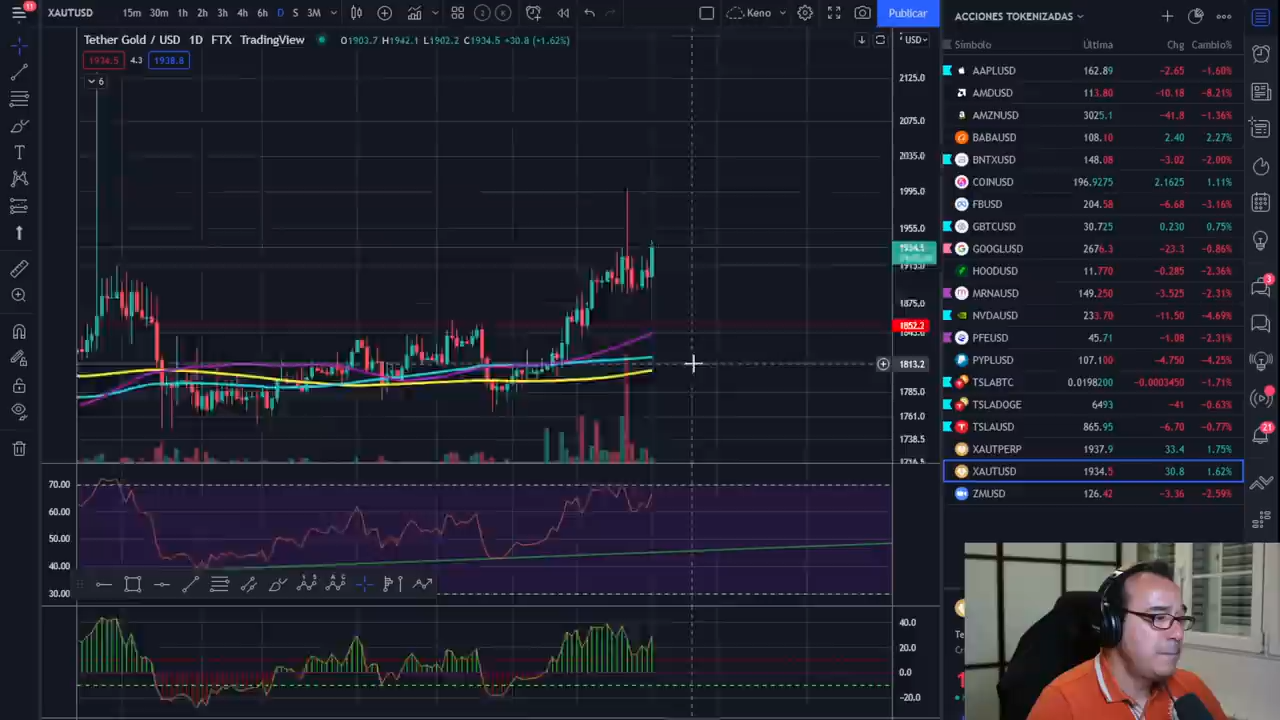 11 XAUTUSD 15m 30m 1h 2h 3h 4h 6h D S 3M Keno Publicar
Tether Gold / USD 1D FTX TradingView O1903.7 H1942.1 L1902.2 C1934.5 +30.8 (+1.62%) USD
1934.5 4.3 1938.8
6
2125.0
2075.0
2035.0
1995.0
1955.0
1934.5
1915.0
1875.0
1852.2
1845.0
1813.2
1785.0
1761.0
1738.5
70.00
60.00
50.00
40.00
30.00
40.0
20.0
0.00
-20.0
ACCIONES TOKENIZADAS
Símbolo Última Chg Cambio%
AAPLUSD 162.89 -2.65 -1.60%
AMDUSD 113.80 -10.18 -8.21%
AMZNUSD 3025.1 -41.8 -1.36%
BABAUSD 108.10 2.40 2.27%
BNTXUSD 148.08 -3.02 -2.00%
COINUSD 196.9275 2.1625 1.11%
FBUSD 204.58 -6.68 -3.16%
GBTCUSD 30.725 0.230 0.75%
GOOGLUSD 2676.3 -23.3 -0.86%
HOODUSD 11.770 -0.285 -2.36%
MRNAUSD 149.250 -3.525 -2.31%
NVDAUSD 233.70 -11.50 -4.69%
PFEUSD 45.71 -1.08 -2.31%
PYPLUSD 107.100 -4.750 -4.25%
TSLABTC 0.0198200 -0.0003450 -1.71%
TSLADOGE 6493 -41 -0.63%
TSLAUSD 865.95 -6.70 -0.77%
XAUTPERP 1937.9 33.4 1.75%
XAUTUSD 1934.5 30.8 1.62%
ZMUSD 126.42 -3.36 -2.59%
3
21